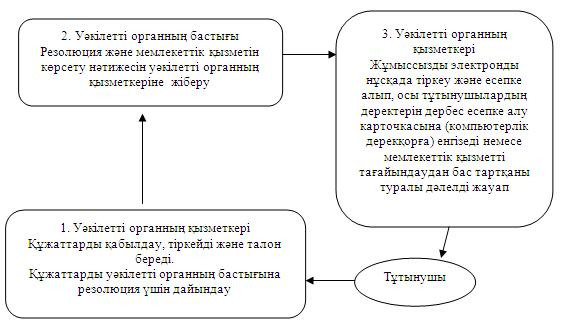 2. Уәкілетті органның бастығы
Резолюция және мемлекеттік қызметін
көрсету нәтижесін уәкілетті органның
қызметкеріне жіберу
3. Уәкілетті органның
қызметкері
Жұмыссызды электронды
нұсқада тіркеу және есепке
алып, осы тұтынушылардың
деректерін дербес есепке алу
карточкасына (компьютерлік
дерекқорға) енгізеді немесе
мемлекеттік қызметті
тағайындаудан бас тартқаны
туралы дәлелді жауап
1. Уәкілетті органның қызметкері
Құжаттарды қабылдау, тіркейді және талон
береді.
Құжаттарды уәкілетті органның бастығына
резолюция үшін дайындау
Тұтынушы